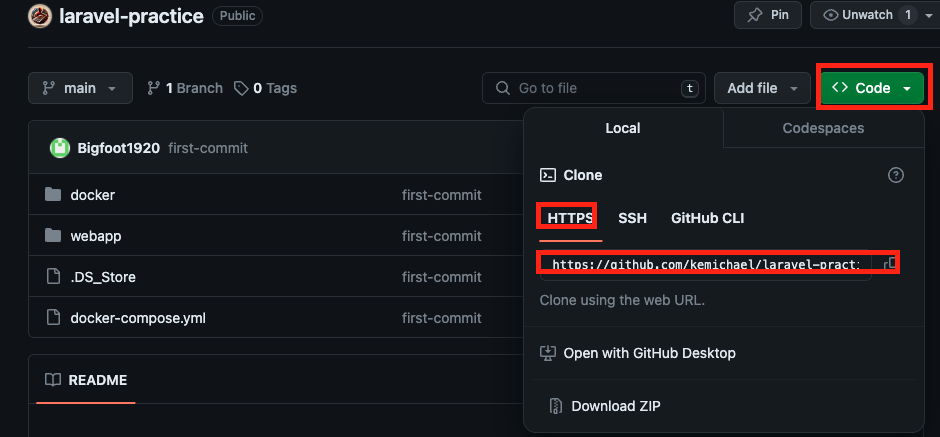 laravel-practice Public
Pin
Unwatch 1
main
1 Branch
0 Tags
Go to file t
Add file
<> Code
Local
Codespaces
Bigfoot1920 first-commit
Clone
docker first-commit
HTTPS SSH GitHub CLI
webapp first-commit
https://github.com/kemichael/laravel-practi
.DS_Store first-commit
Clone using the web URL.
docker-compose.yml first-commit
Open with GitHub Desktop
README
Download ZIP